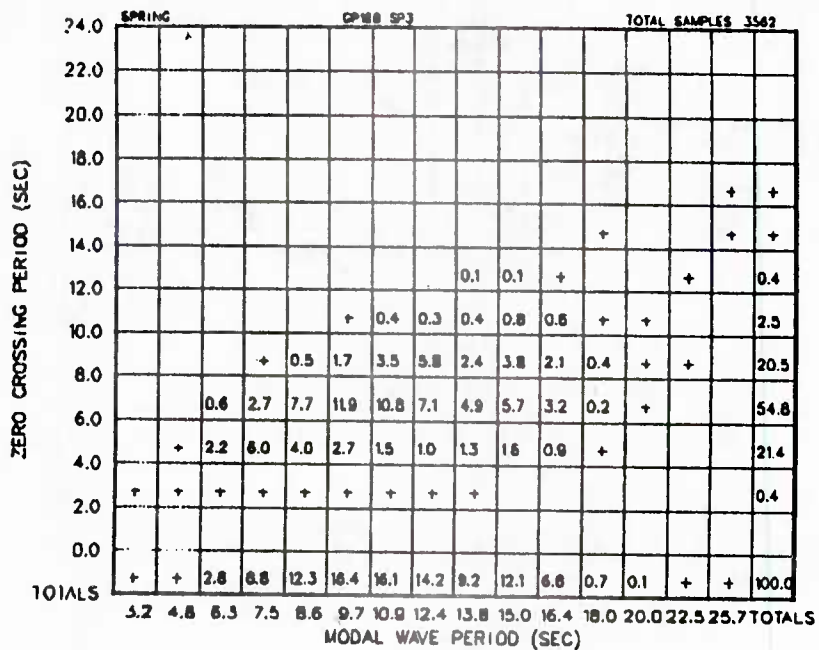 SPRING GP188 SP3 TOTAL SAMPLES 3562
24.0
22.0
20.0
18.0
+ +
16.0
+ + +
14.0
0.1 0.1 + + 0.4
12.0
+ 0.4 0.3 0.4 0.8 0.6 + + 2.5
10.0
+ 0.5 1.7 3.5 5.8 2.4 3.8 2.1 0.4 + + 20.5
8.0
0.6 2.7 7.7 11.9 10.8 7.1 4.9 5.7 3.2 0.2 + 54.8
6.0
+ 2.2 6.0 4.0 2.7 1.5 1.0 1.3 1.6 0.9 + 21.4
4.0
+ + + + + + + + + 0.4
2.0
0.0
TOTALS + + 2.8 8.8 12.3 16.4 16.1 14.2 9.2 12.1 6.8 0.7 0.1 + + 100.0
3.2 4.8 6.3 7.5 8.6 9.7 10.9 12.4 13.8 15.0 16.4 18.0 20.0 22.5 25.7 TOTALS
MODAL WAVE PERIOD (SEC)
ZERO CROSSING PERIOD (SEC)